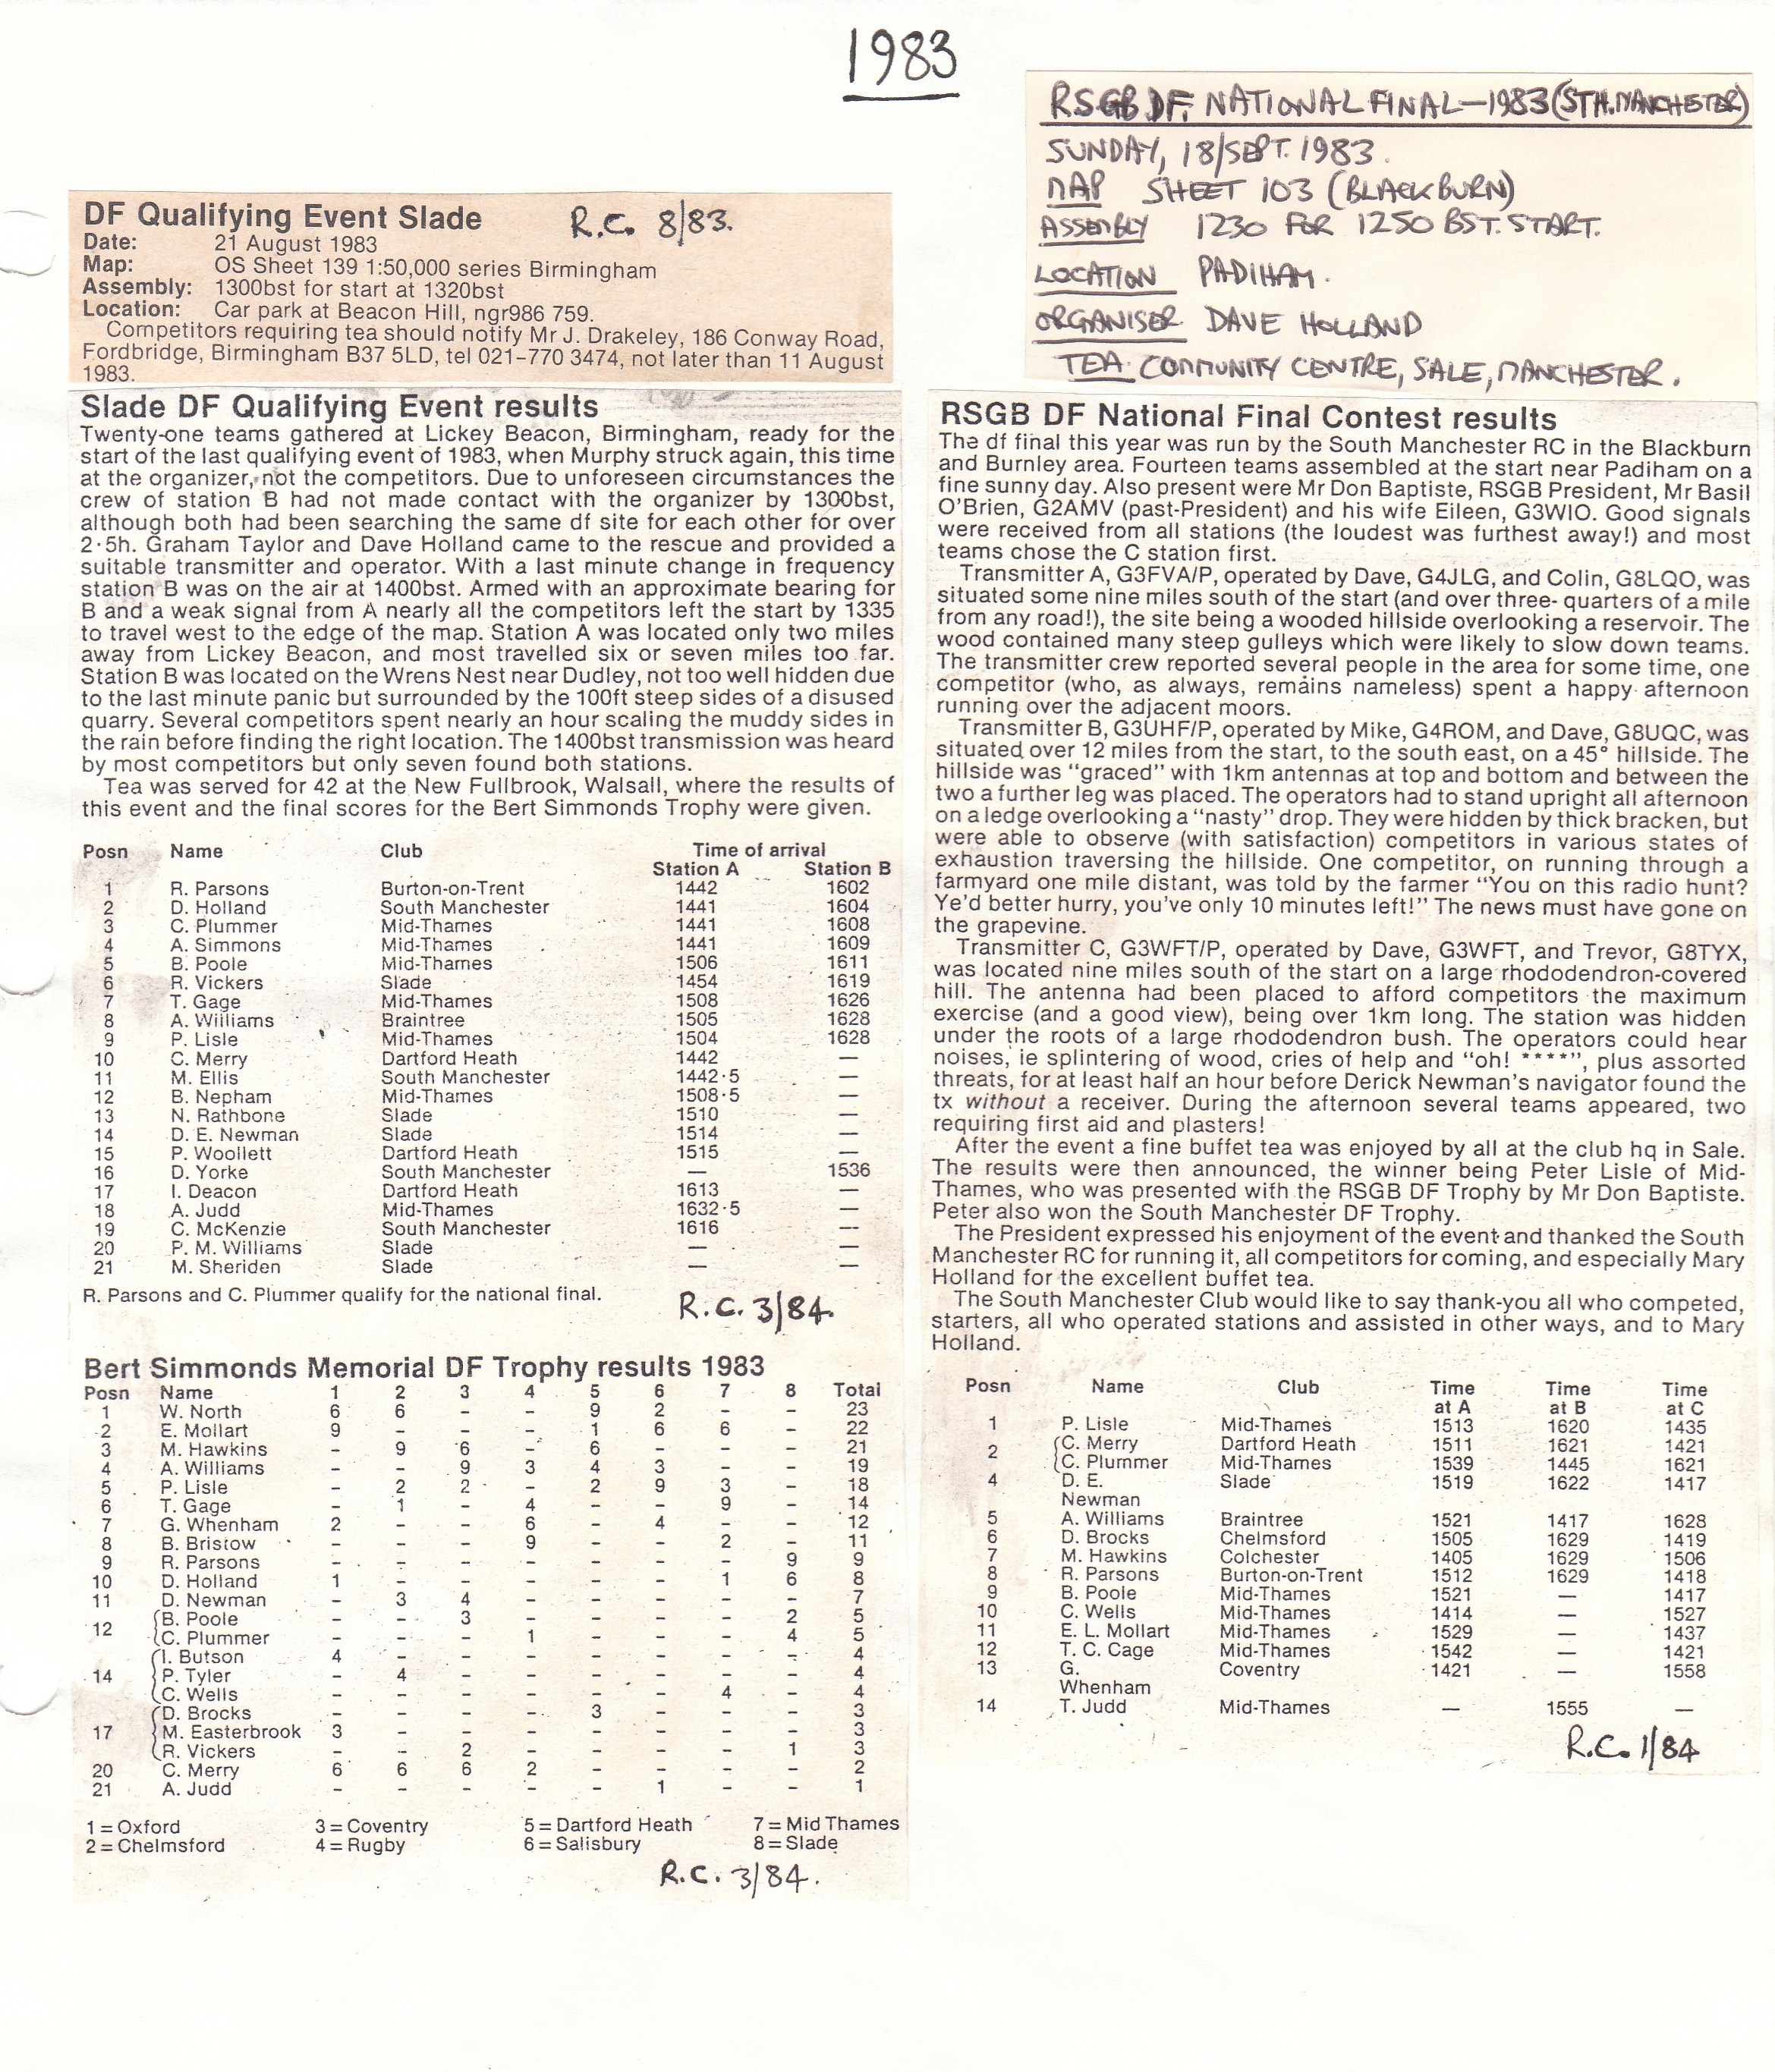 1983
RSGB DF. NATIONAL FINAL—1983 (STH. MANCHESTER)
SUNDAY, 18/SEPT. 1983.
MAP SHEET 103 (BLACKBURN)
ASSEMBLY 1230 FOR 1250 BST. START.
LOCATION PADIHAM.
ORGANISER DAVE HOLLAND
TEA COMMUNITY CENTRE, SALE, MANCHESTER.
DF Qualifying Event Slade R.C. 8/83.
Date: 21 August 1983
Map: OS Sheet 139 1:50,000 series Birmingham
Assembly: 1300bst for start at 1320bst
Location: Car park at Beacon Hill, ngr986 759.
Competitors requiring tea should notify Mr J. Drakeley, 186 Conway Road,
Fordbridge, Birmingham B37 5LD, tel 021–770 3474, not later than 11 August
1983.
Slade DF Qualifying Event results
Twenty-one teams gathered at Lickey Beacon, Birmingham, ready for the
start of the last qualifying event of 1983, when Murphy struck again, this time
at the organizer, not the competitors. Due to unforeseen circumstances the
crew of station B had not made contact with the organizer by 1300bst,
although both had been searching the same df site for each other for over
2·5h. Graham Taylor and Dave Holland came to the rescue and provided a
suitable transmitter and operator. With a last minute change in frequency
station B was on the air at 1400bst. Armed with an approximate bearing for
B and a weak signal from A nearly all the competitors left the start by 1335
to travel west to the edge of the map. Station A was located only two miles
away from Lickey Beacon, and most travelled six or seven miles too far.
Station B was located on the Wrens Nest near Dudley, not too well hidden due
to the last minute panic but surrounded by the 100ft steep sides of a disused
quarry. Several competitors spent nearly an hour scaling the muddy sides in
the rain before finding the right location. The 1400bst transmission was heard
by most competitors but only seven found both stations.
Tea was served for 42 at the New Fullbrook, Walsall, where the results of
this event and the final scores for the Bert Simmonds Trophy were given.
Posn Name Club Time of arrival
Station A Station B
1 R. Parsons Burton-on-Trent 1442 1602
2 D. Holland South Manchester 1441 1604
3 C. Plummer Mid-Thames 1441 1608
4 A. Simmons Mid-Thames 1441 1609
5 B. Poole Mid-Thames 1506 1611
6 R. Vickers Slade 1454 1619
7 T. Gage Mid-Thames 1508 1626
8 A. Williams Braintree 1505 1628
9 P. Lisle Mid-Thames 1504 1628
10 C. Merry Dartford Heath 1442 —
11 M. Ellis South Manchester 1442·5 —
12 B. Nepham Mid-Thames 1508·5 —
13 N. Rathbone Slade 1510 —
14 D. E. Newman Slade 1514 —
15 P. Woollett Dartford Heath 1515 —
16 D. Yorke South Manchester — 1536
17 I. Deacon Dartford Heath 1613 —
18 A. Judd Mid-Thames 1632·5 —
19 C. McKenzie South Manchester 1616 —
20 P. M. Williams Slade — —
21 M. Sheriden Slade — —
R. Parsons and C. Plummer qualify for the national final.
R.C. 3/84.
Bert Simmonds Memorial DF Trophy results 1983
Posn Name 1 2 3 4 5 6 7 8 Total
1 W. North 6 6 – – 9 2 – – 23
2 E. Mollart 9 – – – 1 6 6 – 22
3 M. Hawkins – 9 6 – 6 – – – 21
4 A. Williams – – 9 3 4 3 – – 19
5 P. Lisle – 2 2 – 2 9 3 – 18
6 T. Gage – 1 – 4 – – 9 – 14
7 G. Whenham 2 – – 6 – 4 – – 12
8 B. Bristow – – – 9 – – 2 – 11
9 R. Parsons – – – – – – – 9 9
10 D. Holland 1 – – – – – 1 6 8
11 D. Newman – 3 4 – – – – – 7
12 B. Poole – – 3 – – – – 2 5
C. Plummer – – – 1 – – – 4 5
14 I. Butson 4 – – – – – – – 4
P. Tyler – 4 – – – – – – 4
C. Wells – – – – – – 4 – 4
17 D. Brocks – – – – 3 – – – 3
M. Easterbrook 3 – – – – – – – 3
R. Vickers – – 2 – – – – 1 3
20 C. Merry 6 6 6 2 – – – – 2
21 A. Judd – – – – – 1 – – 1
1 = Oxford 3 = Coventry 5 = Dartford Heath 7 = Mid Thames
2 = Chelmsford 4 = Rugby 6 = Salisbury 8 = Slade
R.C. 3/84.
RSGB DF National Final Contest results
The df final this year was run by the South Manchester RC in the Blackburn
and Burnley area. Fourteen teams assembled at the start near Padiham on a
fine sunny day. Also present were Mr Don Baptiste, RSGB President, Mr Basil
O'Brien, G2AMV (past-President) and his wife Eileen, G3WIO. Good signals
were received from all stations (the loudest was furthest away!) and most
teams chose the C station first.
Transmitter A, G3FVA/P, operated by Dave, G4JLG, and Colin, G8LQO, was
situated some nine miles south of the start (and over three- quarters of a mile
from any road!), the site being a wooded hillside overlooking a reservoir. The
wood contained many steep gulleys which were likely to slow down teams.
The transmitter crew reported several people in the area for some time, one
competitor (who, as always, remains nameless) spent a happy afternoon
running over the adjacent moors.
Transmitter B, G3UHF/P, operated by Mike, G4ROM, and Dave, G8UQC, was
situated over 12 miles from the start, to the south east, on a 45° hillside. The
hillside was "graced" with 1km antennas at top and bottom and between the
two a further leg was placed. The operators had to stand upright all afternoon
on a ledge overlooking a "nasty" drop. They were hidden by thick bracken, but
were able to observe (with satisfaction) competitors in various states of
exhaustion traversing the hillside. One competitor, on running through a
farmyard one mile distant, was told by the farmer "You on this radio hunt?
Ye'd better hurry, you've only 10 minutes left!" The news must have gone on
the grapevine.
Transmitter C, G3WFT/P, operated by Dave, G3WFT, and Trevor, G8TYX,
was located nine miles south of the start on a large rhododendron-covered
hill. The antenna had been placed to afford competitors the maximum
exercise (and a good view), being over 1km long. The station was hidden
under the roots of a large rhododendron bush. The operators could hear
noises, ie splintering of wood, cries of help and "oh! ****", plus assorted
threats, for at least half an hour before Derick Newman's navigator found the
tx without a receiver. During the afternoon several teams appeared, two
requiring first aid and plasters!
After the event a fine buffet tea was enjoyed by all at the club hq in Sale.
The results were then announced, the winner being Peter Lisle of Mid-
Thames, who was presented with the RSGB DF Trophy by Mr Don Baptiste.
Peter also won the South Manchester DF Trophy.
The President expressed his enjoyment of the event and thanked the South
Manchester RC for running it, all competitors for coming, and especially Mary
Holland for the excellent buffet tea.
The South Manchester Club would like to say thank-you all who competed,
starters, all who operated stations and assisted in other ways, and to Mary
Holland.
Posn Name Club Time Time Time
at A at B at C
1 P. Lisle Mid-Thames 1513 1620 1435
2 C. Merry Dartford Heath 1511 1621 1421
C. Plummer Mid-Thames 1539 1445 1621
4 D. E. Slade 1519 1622 1417
Newman
5 A. Williams Braintree 1521 1417 1628
6 D. Brocks Chelmsford 1505 1629 1419
7 M. Hawkins Colchester 1405 1629 1506
8 R. Parsons Burton-on-Trent 1512 1629 1418
9 B. Poole Mid-Thames 1521 — 1417
10 C. Wells Mid-Thames 1414 — 1527
11 E. L. Mollart Mid-Thames 1529 — 1437
12 T. C. Cage Mid-Thames 1542 — 1421
13 G. Coventry 1421 — 1558
Whenham
14 T. Judd Mid-Thames — 1555 —
R.C. 1/84